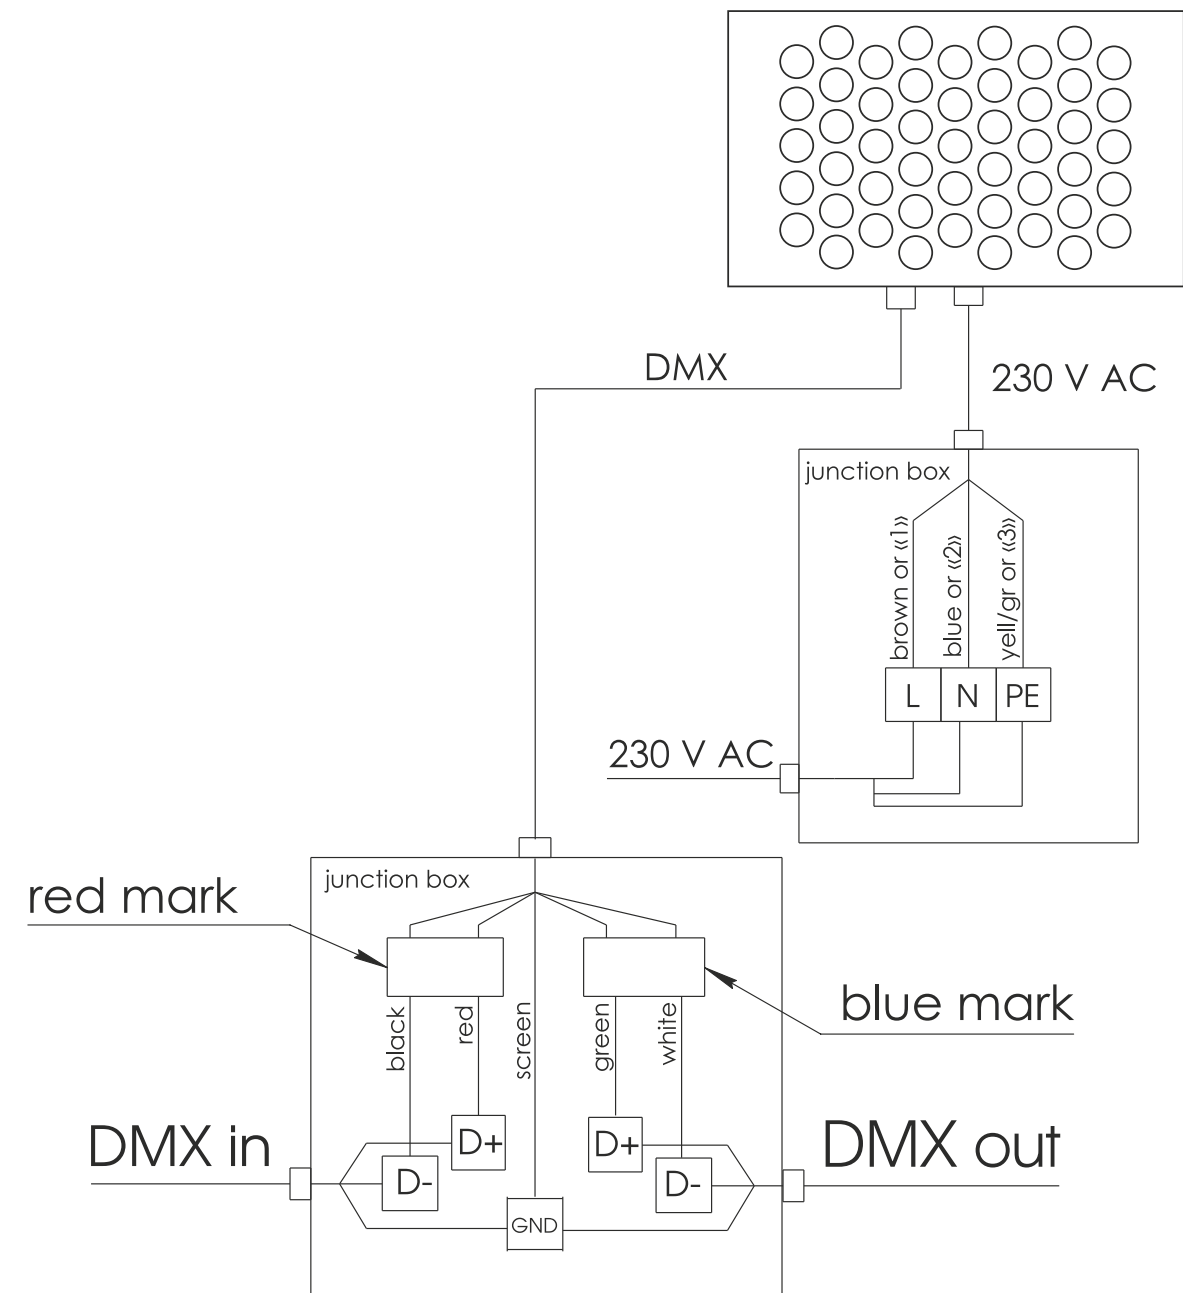 DMX
230 V AC
junction box
brown or «1»
blue or «2»
yell/gr or «3»
L
N
PE
230 V AC
junction box
red mark
blue mark
black
red
screen
green
white
DMX in
D+
D-
D+
D-
DMX out
GND